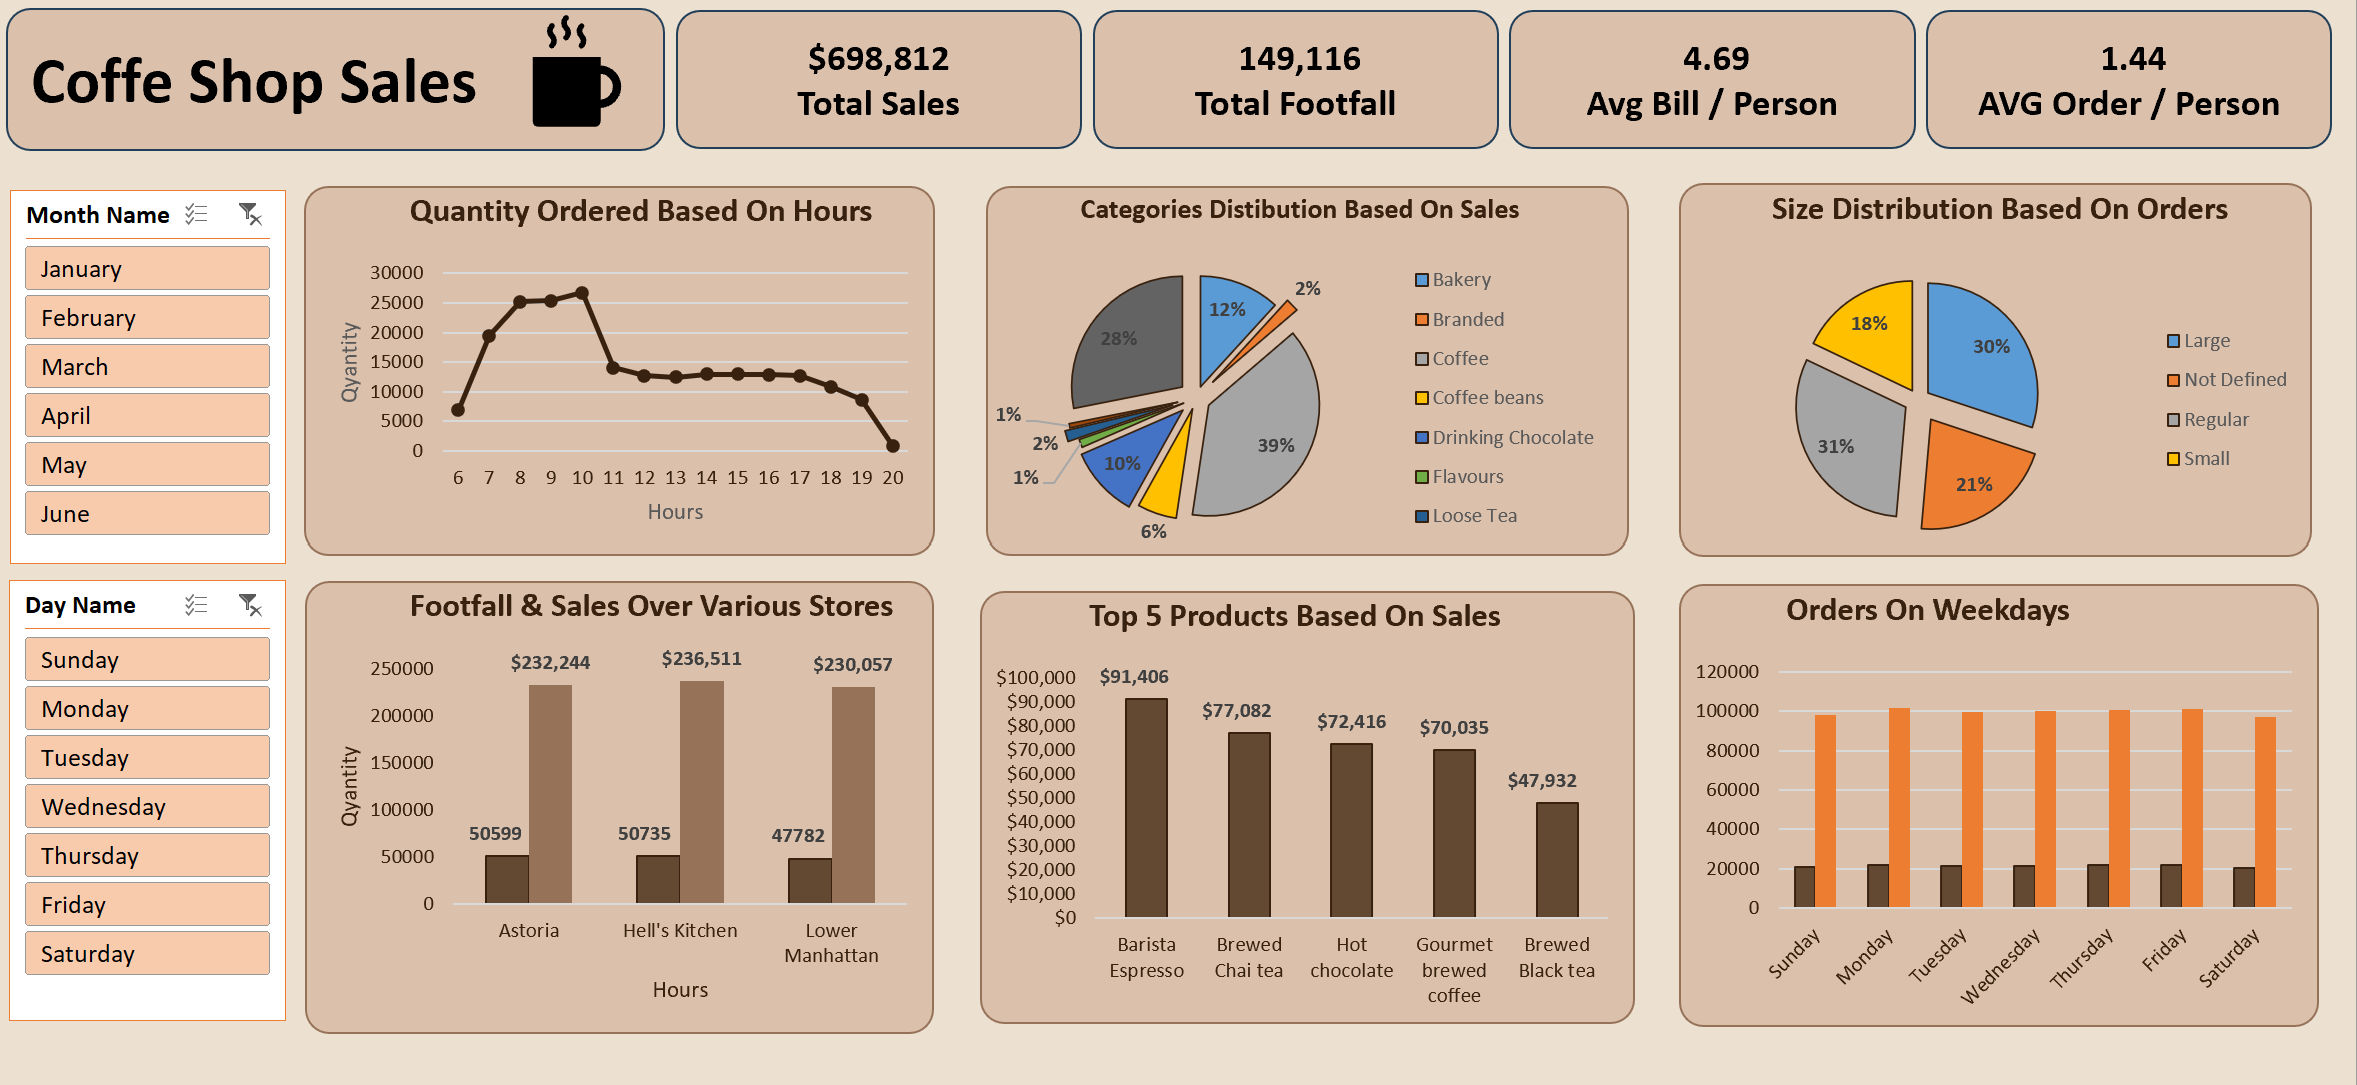 Coffe Shop Sales
$698,812
Total Sales
149,116
Total Footfall
4.69
Avg Bill / Person
1.44
AVG Order / Person
Month Name
January
February
March
April
May
June
Quantity Ordered Based On Hours
30000
25000
20000
15000
10000
5000
0
Qyantity
6 7 8 9 10 11 12 13 14 15 16 17 18 19 20
Hours
Categories Distibution Based On Sales
12%
2%
39%
6%
10%
1%
2%
1%
28%
Bakery
Branded
Coffee
Coffee beans
Drinking Chocolate
Flavours
Loose Tea
Size Distribution Based On Orders
30%
21%
31%
18%
Large
Not Defined
Regular
Small
Day Name
Sunday
Monday
Tuesday
Wednesday
Thursday
Friday
Saturday
Footfall & Sales Over Various Stores
250000
200000
150000
100000
50000
0
Qyantity
$232,244
$236,511
$230,057
50599
50735
47782
Astoria
Hell's Kitchen
Lower
Manhattan
Hours
Top 5 Products Based On Sales
$100,000
$90,000
$80,000
$70,000
$60,000
$50,000
$40,000
$30,000
$20,000
$10,000
$0
$91,406
$77,082
$72,416
$70,035
$47,932
Barista
Espresso
Brewed
Chai tea
Hot
chocolate
Gourmet
brewed
coffee
Brewed
Black tea
Orders On Weekdays
120000
100000
80000
60000
40000
20000
0
Sunday
Monday
Tuesday
Wednesday
Thursday
Friday
Saturday